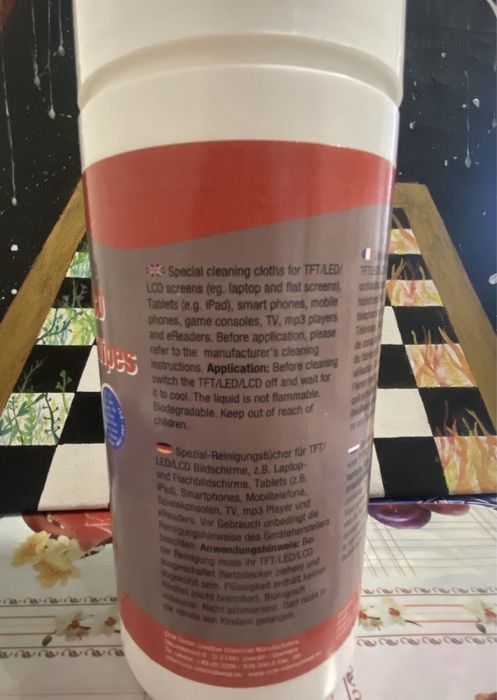 ipes
Special cleaning cloths for TFT/LED/
LCD screens (eg. laptop and flat screens),
Tablets (e.g. iPad), smart phones, mobile
phones, game consoles, TV, mp3 players
and eReaders. Before application, please
refer to the manufacturer's cleaning
instructions. Application: Before cleaning
switch the TFT/LED/LCD off and wait for
it to cool. The liquid is not flammable.
Biodegradable. Keep out of reach of
children.
Spezial-Reinigungstücher für TFT/
LED/LCD Bildschirme, z.B. Laptop-
und Flachbildschirme, Tablets (z.B.
iPad), Smartphones, Mobiltelefone,
Spielekonsolen, TV, mp3 Player und
eReaders. Vor Gebrauch unbedingt die
Reinigungshinweise des Geräteherstellers
beachten. Anwendungshinweis: Bei
der Reinigung muss Ihr TFT/LED/LCD
ausgeschaltet (Netzstecker ziehen) und
abgekühlt sein. Flüssigkeit enthält keinen
Alkohol (nicht brennbar). Biologisch
abbaubar. Nicht schmierend. Darf nicht in
die Hände von Kindern gelangen.
CCM GmbH Creative Chemical Manufacturers